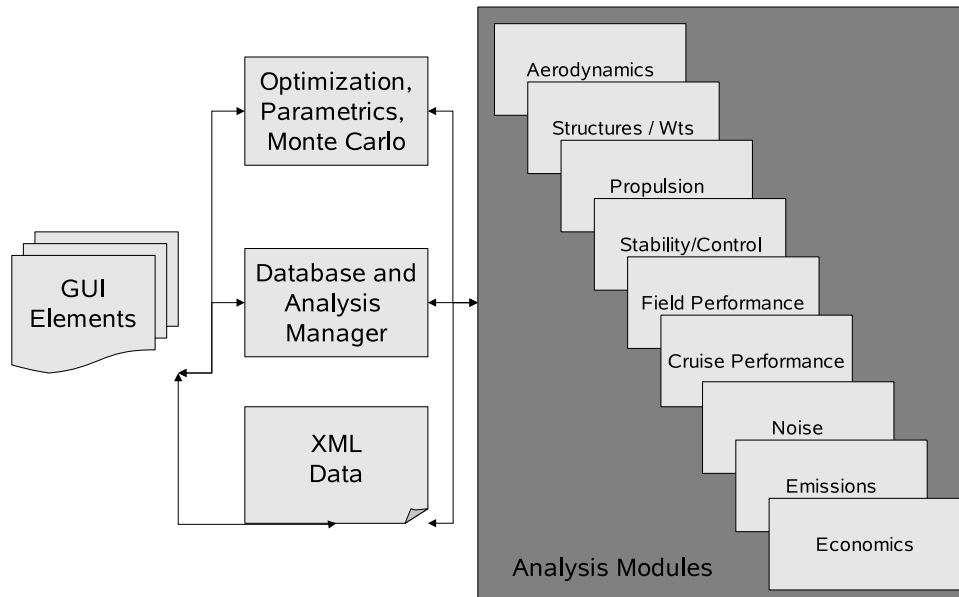 GUI
Elements
Optimization,
Parametrics,
Monte Carlo
Database and
Analysis
Manager
XML
Data
Aerodynamics
Structures / Wts
Propulsion
Stability/Control
Field Performance
Cruise Performance
Noise
Emissions
Economics
Analysis Modules